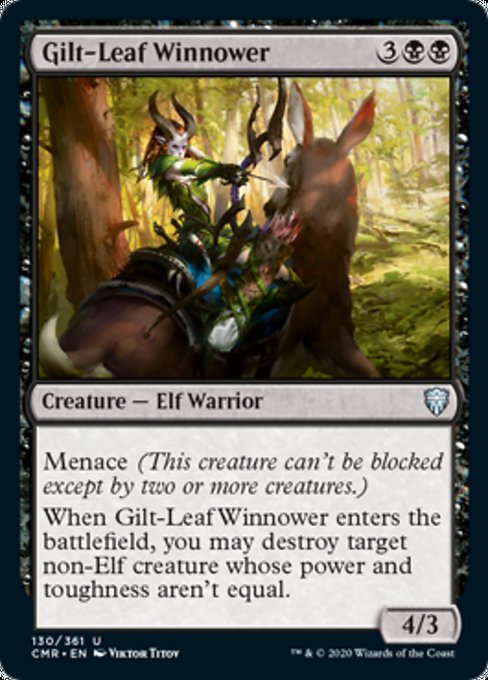 Gilt-Leaf Winnower 3
Creature — Elf Warrior
Menace (This creature can't be blocked
except by two or more creatures.)
When Gilt-Leaf Winnower enters the
battlefield, you may destroy target
non-Elf creature whose power and
toughness aren't equal.
4/3
130/361 U
CMR • EN Viktor Titov
™ & © 2020 Wizards of the Coast